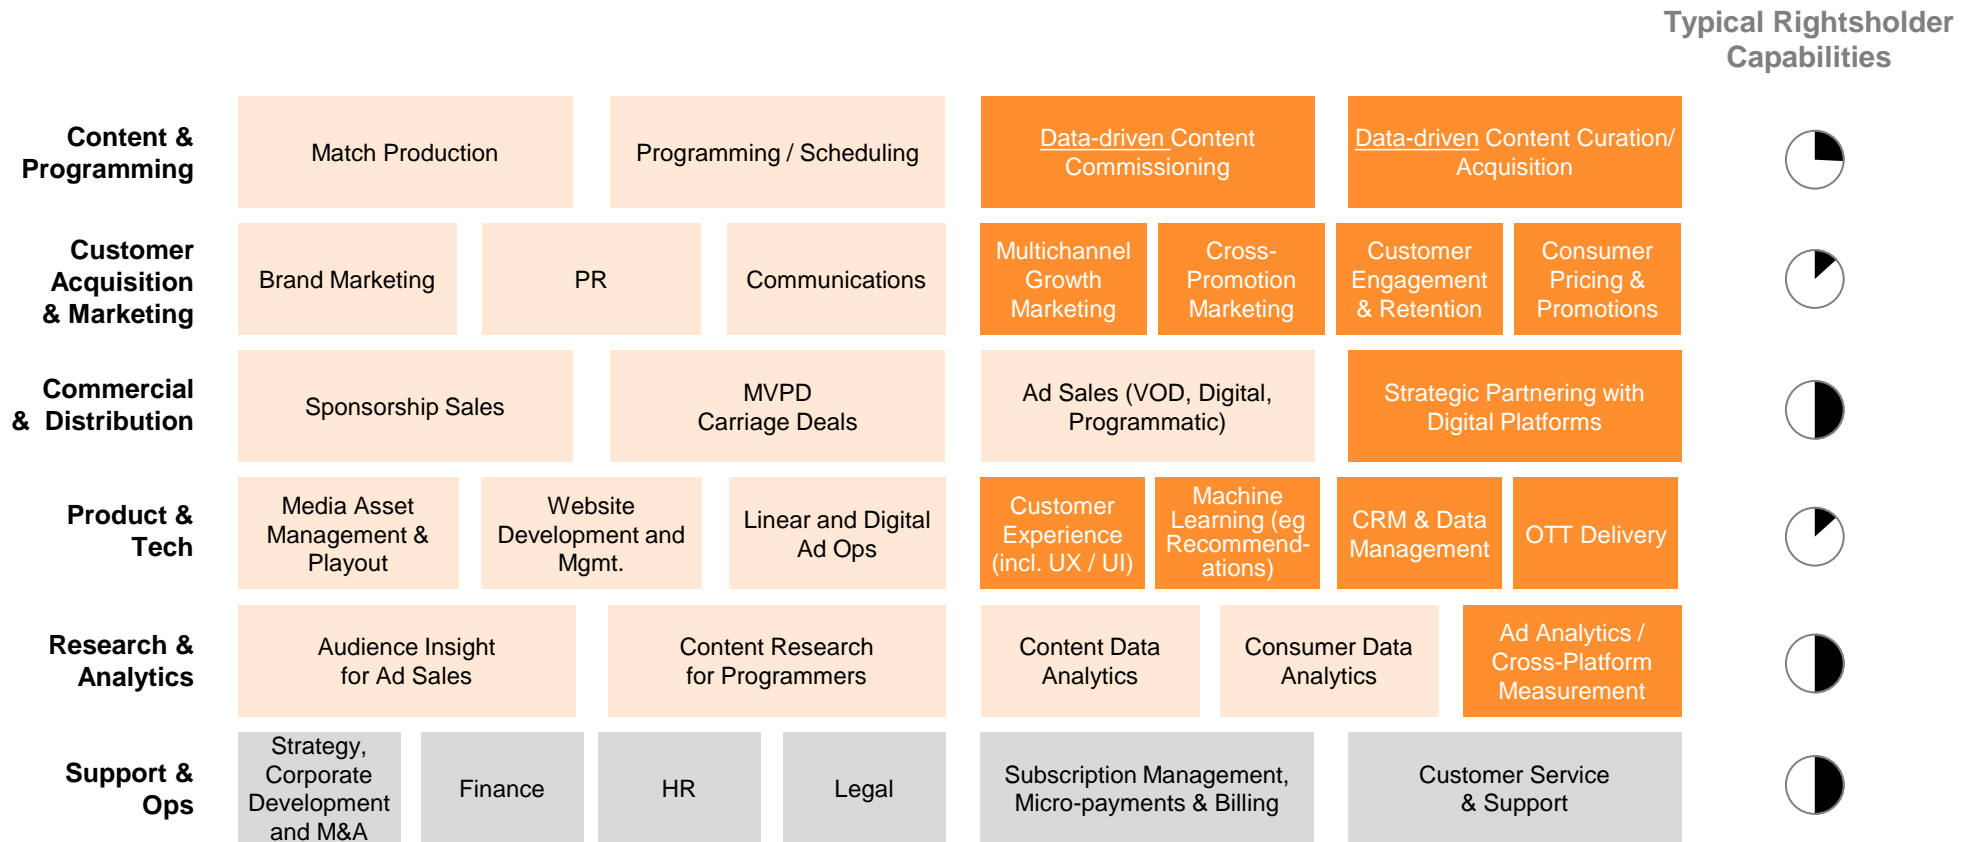 Typical Rightsholder
Capabilities
Content &
Programming
Match Production
Programming / Scheduling
Data-driven Content
Commissioning
Data-driven Content Curation/
Acquisition
Customer
Acquisition
& Marketing
Brand Marketing
PR
Communications
Multichannel
Growth
Marketing
Cross-
Promotion
Marketing
Customer
Engagement
& Retention
Consumer
Pricing &
Promotions
Commercial
& Distribution
Sponsorship Sales
MVPD
Carriage Deals
Ad Sales (VOD, Digital,
Programmatic)
Strategic Partnering with
Digital Platforms
Product &
Tech
Media Asset
Management &
Playout
Website
Development and
Mgmt.
Linear and Digital
Ad Ops
Customer
Experience
(incl. UX / UI)
Machine
Learning (eg
Recommend-
ations)
CRM & Data
Management
OTT Delivery
Research &
Analytics
Audience Insight
for Ad Sales
Content Research
for Programmers
Content Data
Analytics
Consumer Data
Analytics
Ad Analytics /
Cross-Platform
Measurement
Support &
Ops
Strategy,
Corporate
Development
and M&A
Finance
HR
Legal
Subscription Management,
Micro-payments & Billing
Customer Service
& Support